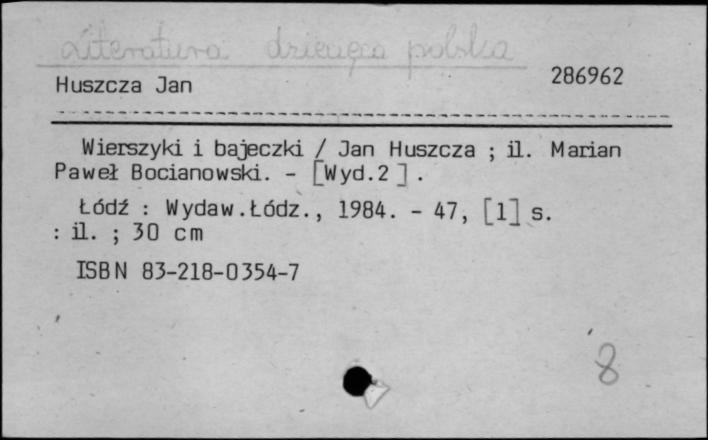 Literatura dziecięca polska
Huszcza Jan 286962
Wierszyki i bajeczki / Jan Huszcza ; il. Marian
Paweł Bocianowski. - [Wyd.2] .
Łódź : Wydaw.Łódz., 1984. - 47, [1] s.
: il. ; 30 cm
ISBN 83-218-0354-7
8